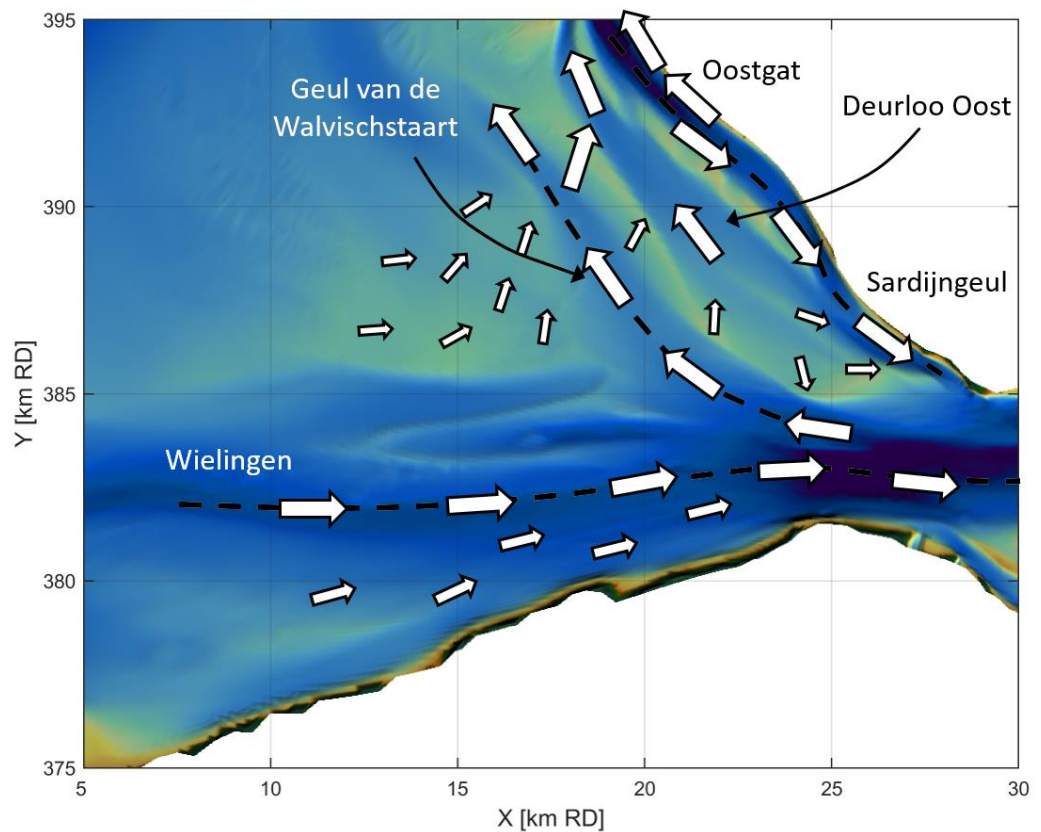 395
390
385
380
375
Y [km RD]
Oostgat
Geul van de
Walvischstaart
Deurloo Oost
Sardijngeul
Wielingen
5
10
15
20
25
30
X [km RD]